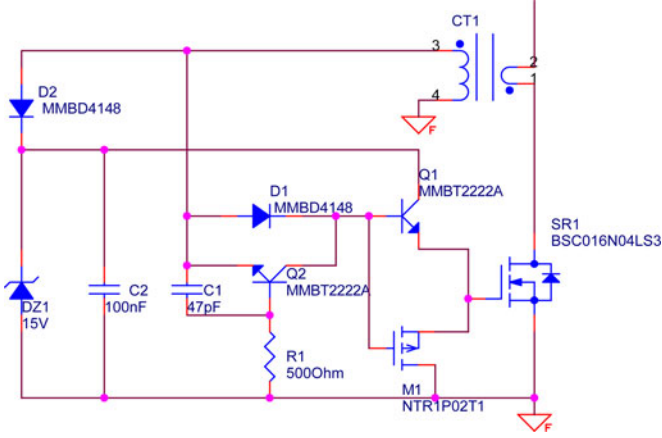 CT1
3
2
1
4
F
D2
MMBD4148
Q1
MMBT2222A
D1
MMBD4148
SR1
BSC016N04LS3
Q2
MMBT2222A
DZ1
15V
C2
100nF
C1
47pF
R1
500Ohm
M1
NTR1P02T1
F